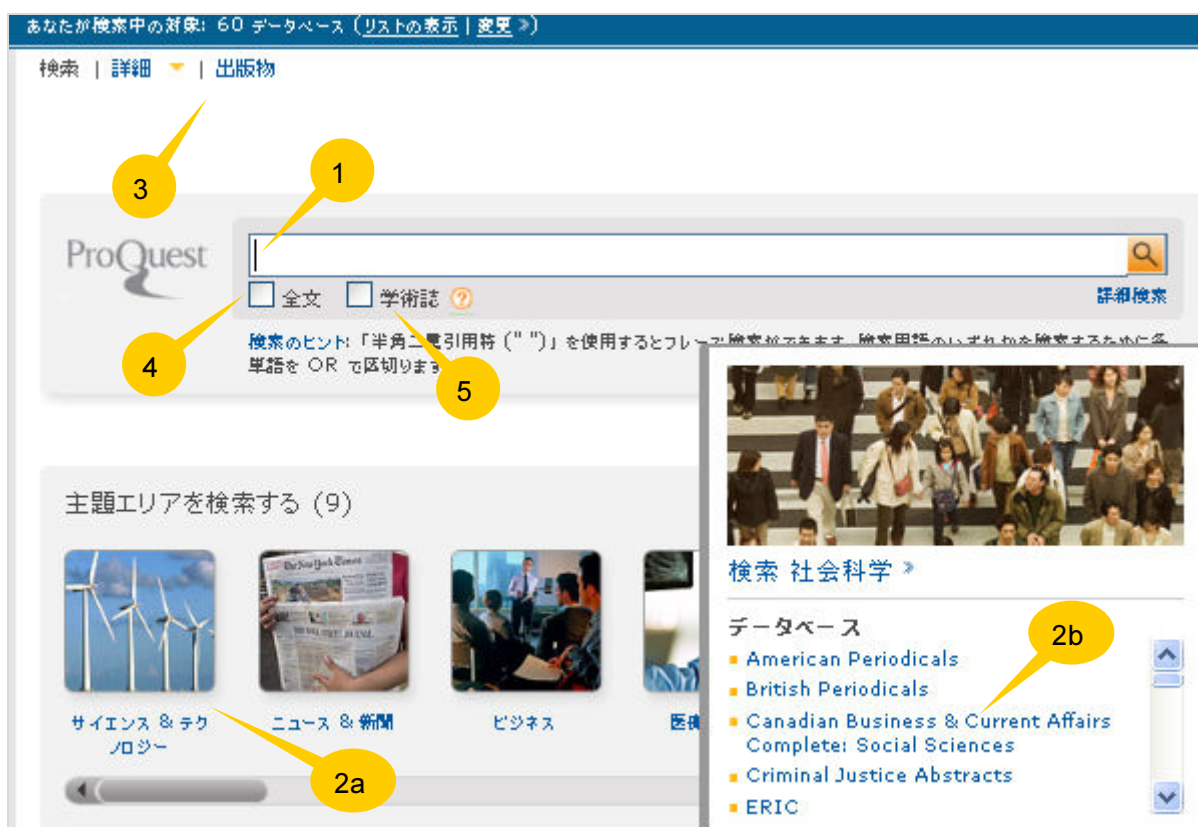 あなたが検索中の対象: 60 データベース (リストの表示 | 変更 »)
検索 | 詳細 | 出版物
3
1
ProQuest
全文 学術誌 ?
詳細検索
4
5
検索のヒント: 「半角二重引用符 (" ")」を使用するとフレーズ検索ができます。検索用語のいずれかを検索するために各
単語を OR で区切ります
主題エリアを検索する (9)
The New York Times
サイエンス & テク
ノロジー
ニュース & 新聞
ビジネス
2a
検索 社会科学 »
データベース
2b
American Periodicals
British Periodicals
Canadian Business & Current Affairs
Complete: Social Sciences
Criminal Justice Abstracts
ERIC